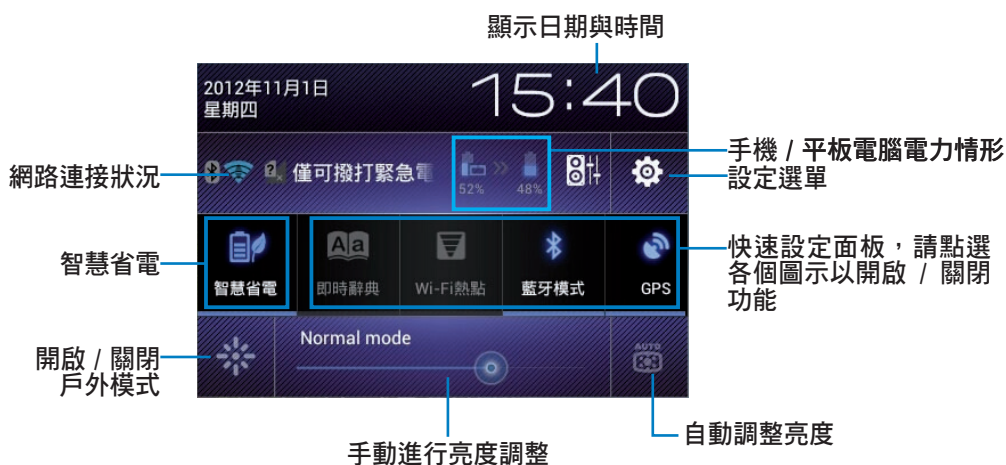 顯示日期與時間
2012年11月1日
星期四
15:40
網路連接狀況
僅可撥打緊急電
52%
48%
手機 / 平板電腦電力情形
設定選單
智慧省電
智慧省電
即時辭典
Wi-Fi熱點
藍牙模式
GPS
快速設定面板,請點選
各個圖示以開啟 / 關閉
功能
開啟 / 關閉
戶外模式
Normal mode
AUTO
手動進行亮度調整
自動調整亮度